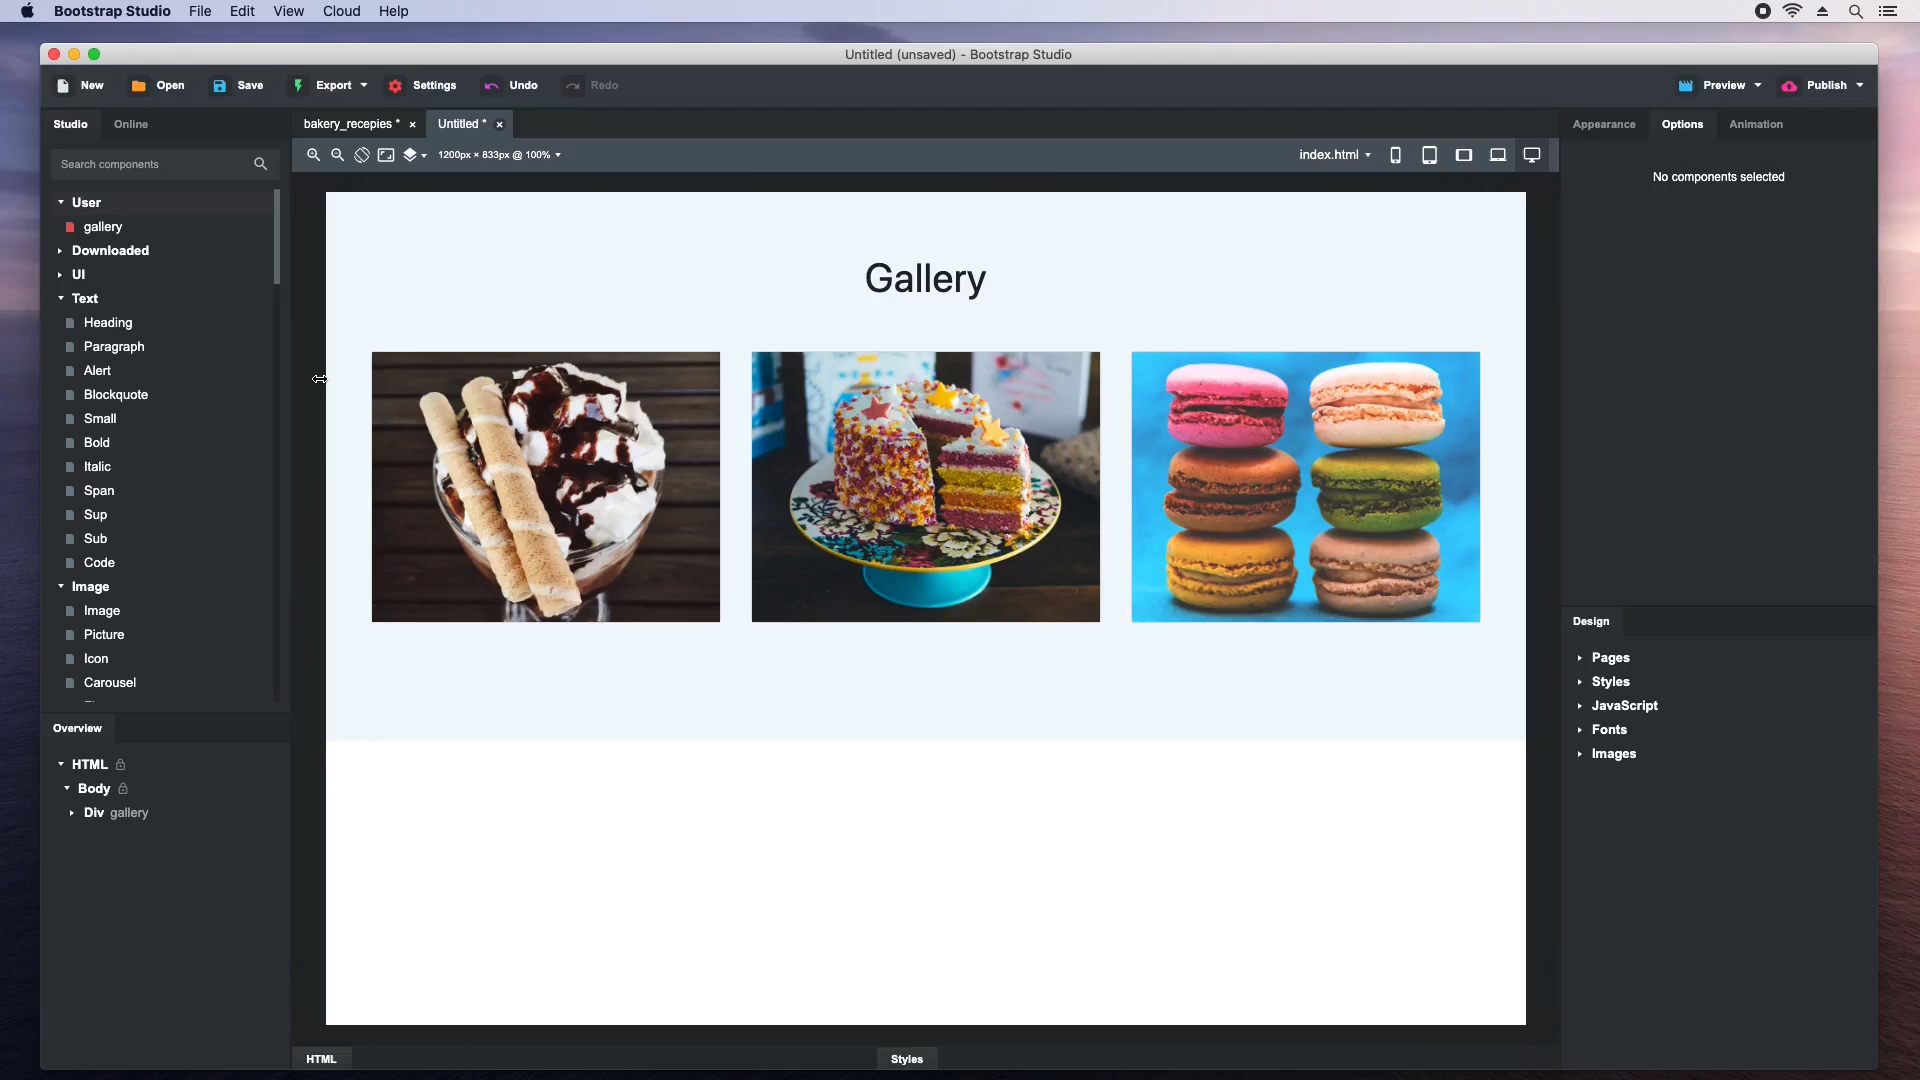 Bootstrap Studio File Edit View Cloud Help
Untitled (unsaved) - Bootstrap Studio
New Open Save Export Settings Undo Redo Preview Publish
Studio Online
bakery_recepies * Untitled *
Appearance Options Animation
Search components
1200px × 833px @ 100%
index.html
No components selected
User
gallery
Downloaded
UI
Text
Heading
Paragraph
Alert
Blockquote
Small
Bold
Italic
Span
Sup
Sub
Code
Image
Image
Picture
Icon
Carousel
Gallery
Overview
HTML
Body
Div gallery
Design
Pages
Styles
JavaScript
Fonts
Images
HTML
Styles